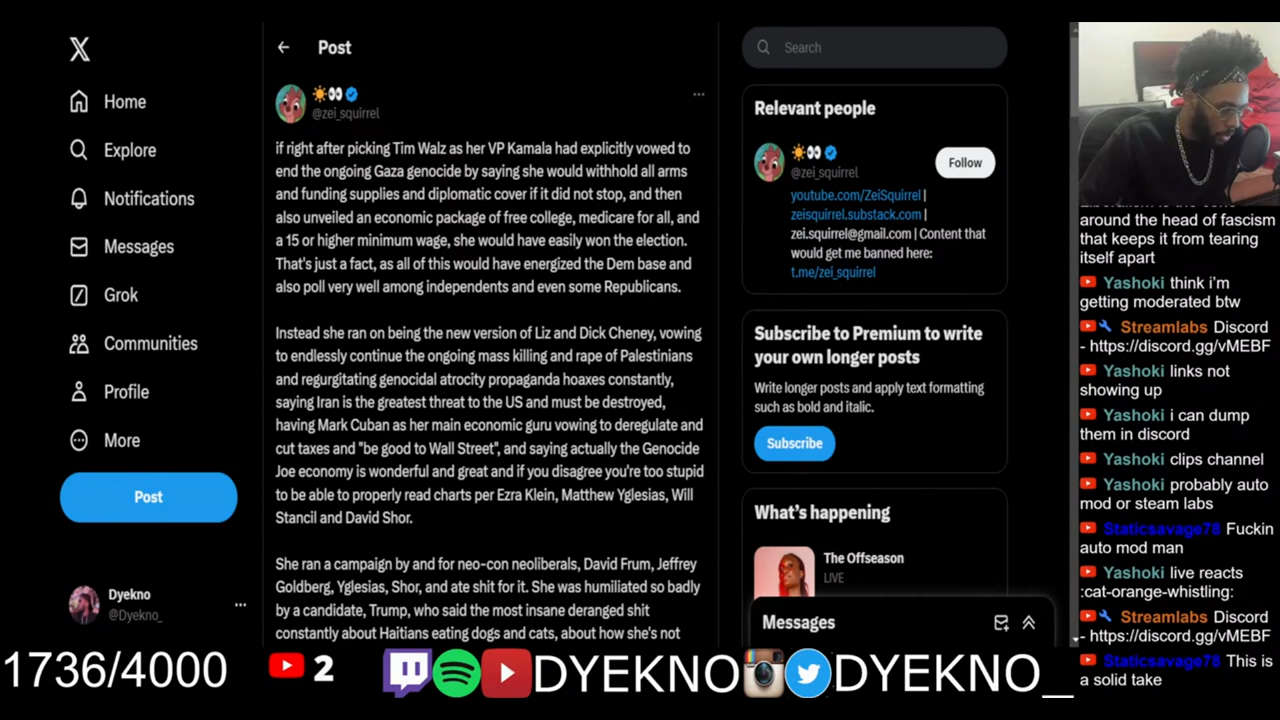 Home
Explore
Notifications
Messages
Grok
Communities
Profile
More
Post
Dyekno
@Dyekno_
Post
@zei_squirrel
if right after picking Tim Walz as her VP Kamala had explicitly vowed to
end the ongoing Gaza genocide by saying she would withhold all arms
and funding supplies and diplomatic cover if it did not stop, and then
also unveiled an economic package of free college, medicare for all, and
a 15 or higher minimum wage, she would have easily won the election.
That's just a fact, as all of this would have energized the Dem base and
also poll very well among independents and even some Republicans.
Instead she ran on being the new version of Liz and Dick Cheney, vowing
to endlessly continue the ongoing mass killing and rape of Palestinians
and regurgitating genocidal atrocity propaganda hoaxes constantly,
saying Iran is the greatest threat to the US and must be destroyed,
having Mark Cuban as her main economic guru vowing to deregulate and
cut taxes and "be good to Wall Street", and saying actually the Genocide
Joe economy is wonderful and great and if you disagree you're too stupid
to be able to properly read charts per Ezra Klein, Matthew Yglesias, Will
Stancil and David Shor.
She ran a campaign by and for neo-con neoliberals, David Frum, Jeffrey
Goldberg, Yglesias, Shor, and ate shit for it. She was humiliated so badly
by a candidate, Trump, who said the most insane deranged shit
constantly about Haitians eating dogs and cats, about how she's not
Search
Relevant people
@zei_squirrel
Follow
youtube.com/ZeiSquirrel |
zeisquirrel.substack.com |
zei.squirrel@gmail.com | Content that
would get me banned here:
t.me/zei_squirrel
Subscribe to Premium to write
your own longer posts
Write longer posts and apply text formatting
such as bold and italic.
Subscribe
What's happening
The Offseason
LIVE
Messages
around the head of fascism
that keeps it from tearing
itself apart
Yashoki think i'm
getting moderated btw
Streamlabs Discord
- https://discord.gg/vMEBF
Yashoki links not
showing up
Yashoki i can dump
them in discord
Yashoki clips channel
Yashoki probably auto
mod or steam labs
Staticsavage78 Fuckin
auto mod man
Yashoki live reacts
:cat-orange-whistling:
Streamlabs Discord
- https://discord.gg/vMEBF
Staticsavage78 This is
a solid take
1736/4000
2
DYEKNO
DYEKNO_